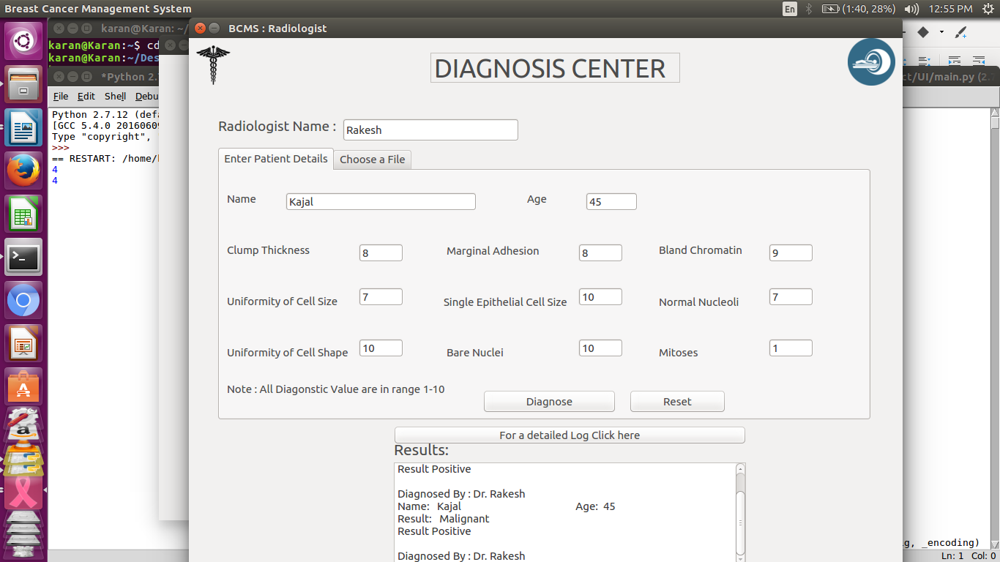 Breast Cancer Management System
En
(1:40, 28%)
12:55 PM
karan@Karan: ~/
BCMS : Radiologist
karan@Karan:~$ cd
karan@Karan:~/Des
*Python 2.
ct/UI/main.py (2.7
File Edit Shell Debu
Python 2.7.12 (defa
[GCC 5.4.0 20160609
Type "copyright",
>>>
== RESTART: /home/
4
4
DIAGNOSIS CENTER
Radiologist Name : Rakesh
Enter Patient Details Choose a File
Name Kajal Age 45
Clump Thickness 8 Marginal Adhesion 8 Bland Chromatin 9
Uniformity of Cell Size 7 Single Epithelial Cell Size 10 Normal Nucleoli 7
Uniformity of Cell Shape 10 Bare Nuclei 10 Mitoses 1
Note : All Diagonstic Value are in range 1-10
Diagnose Reset
For a detailed Log Click here
Results:
Result Positive
Diagnosed By : Dr. Rakesh
Name: Kajal Age: 45
Result: Malignant
Result Positive
Diagnosed By : Dr. Rakesh
g, _encoding)
Ln: 1 Col: 0